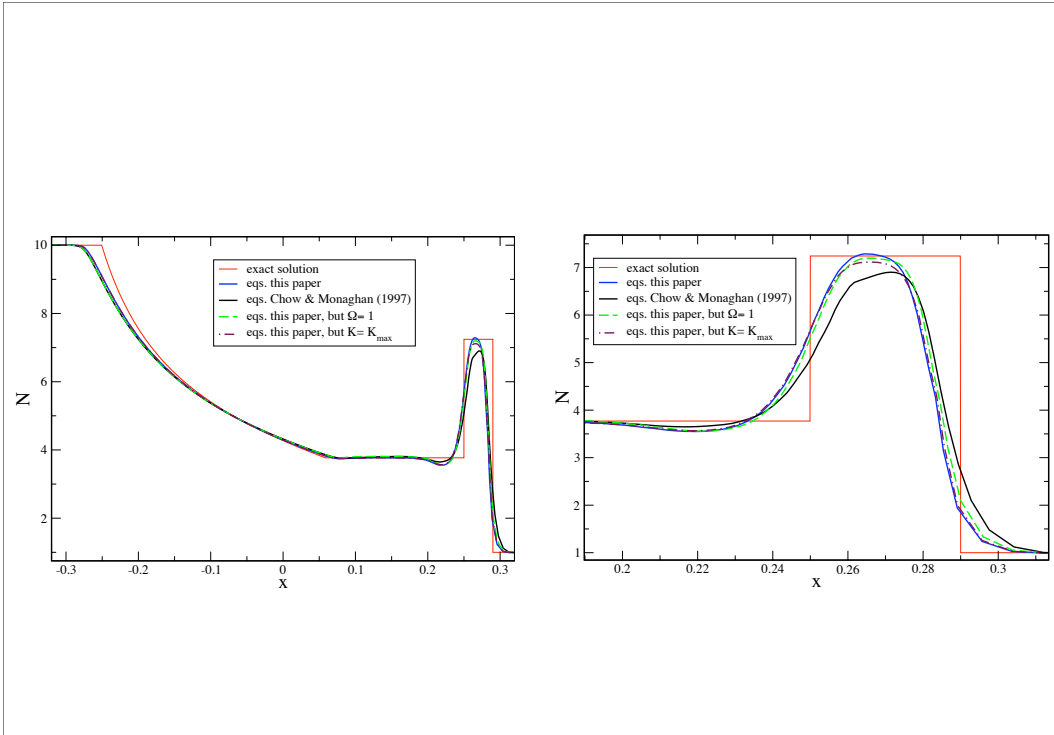 10
8
6
4
2
N
-0.3 -0.2 -0.1 0 0.1 0.2 0.3
x
exact solution
eqs. this paper
eqs. Chow & Monaghan (1997)
eqs. this paper, but Ω= 1
eqs. this paper, but K= Kmax
7
6
5
4
3
2
1
N
0.2 0.22 0.24 0.26 0.28 0.3
x
exact solution
eqs. this paper
eqs. Chow & Monaghan (1997)
eqs. this paper, but Ω= 1
eqs. this paper, but K= Kmax